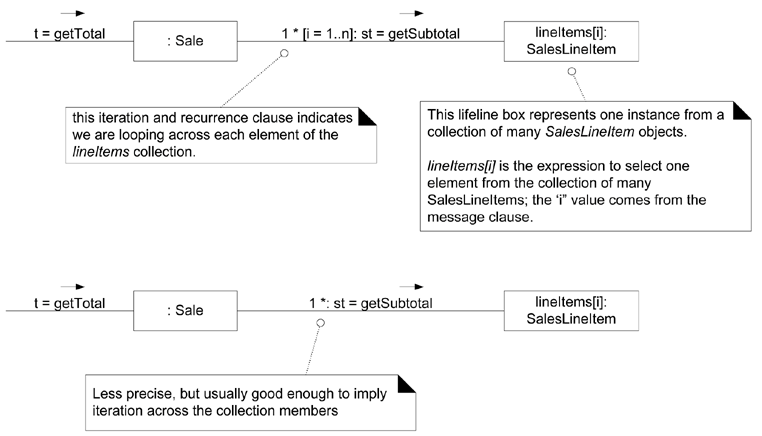 t = getTotal
: Sale
1 * [i = 1..n]: st = getSubtotal
lineItems[i]:
SalesLineItem
this iteration and recurrence clause indicates
we are looping across each element of the
lineItems collection.
This lifeline box represents one instance from a
collection of many SalesLineItem objects.
lineItems[i] is the expression to select one
element from the collection of many
SalesLineItems; the ‘i” value comes from the
message clause.
t = getTotal
: Sale
1 *: st = getSubtotal
lineItems[i]:
SalesLineItem
Less precise, but usually good enough to imply
iteration across the collection members